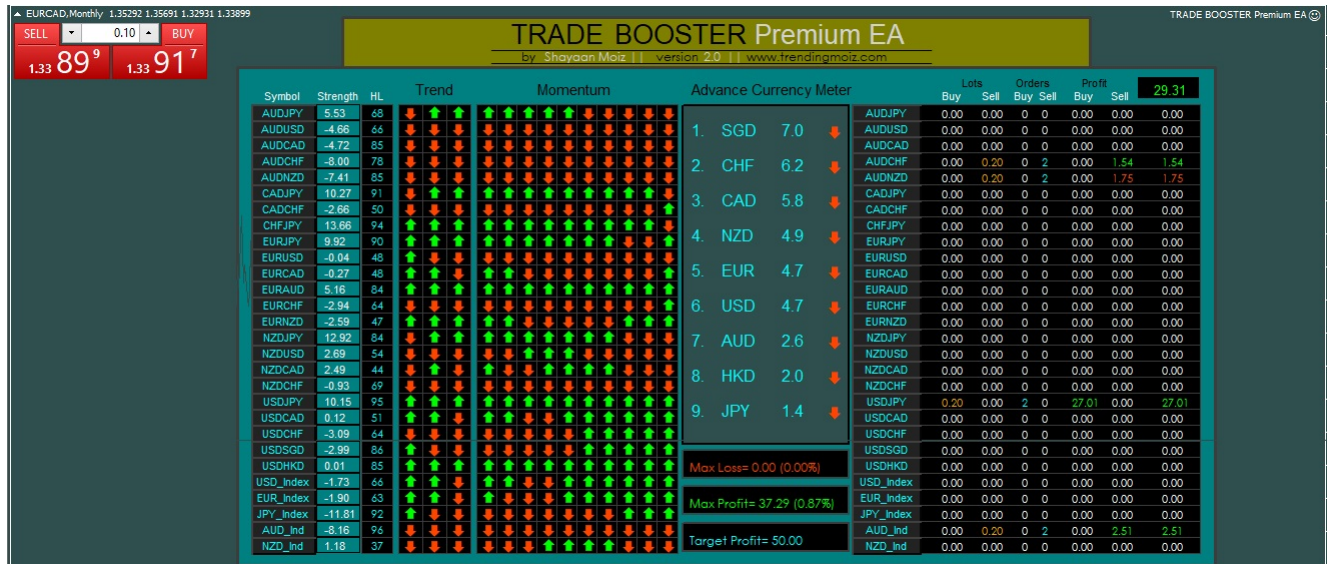 EURCAD,Monthly 1.35292 1.35691 1.32931 1.33899
TRADE BOOSTER Premium EA
SELL 0.10 BUY
1.33 89 9 1.33 91 7
TRADE BOOSTER Premium EA
by Shayaan Moiz || version 2.0 || www.trendingmoiz.com
Symbol Strength HL Trend Momentum
AUDJPY 5.53 68
AUDUSD -4.66 66
AUDCAD -4.72 85
AUDCHF -8.00 78
AUDNZD -7.41 85
CADJPY 10.27 91
CADCHF -2.66 50
CHFJPY 13.66 94
EURJPY 9.92 90
EURUSD -0.04 48
EURCAD -0.27 48
EURAUD 5.16 84
EURCHF -2.94 64
EURNZD -2.59 47
NZDJPY 12.92 84
NZDUSD 2.69 54
NZDCAD 2.49 44
NZDCHF -0.93 69
USDJPY 10.15 95
USDCAD 0.12 51
USDCHF -3.09 64
USDSGD -2.99 86
USDHKD 0.01 85
USD_Index -1.73 66
EUR_Index -1.90 63
JPY_Index -11.81 92
AUD_Ind -8.16 96
NZD_Ind 1.18 37
Advance Currency Meter
1. SGD 7.0
2. CHF 6.2
3. CAD 5.8
4. NZD 4.9
5. EUR 4.7
6. USD 4.7
7. AUD 2.6
8. HKD 2.0
9. JPY 1.4
Max Loss= 0.00 (0.00%)
Max Profit= 37.29 (0.87%)
Target Profit= 50.00
Lots Orders Profit 29.31
Buy Sell Buy Sell Buy Sell
AUDJPY 0.00 0.00 0 0 0.00 0.00 0.00
AUDUSD 0.00 0.00 0 0 0.00 0.00 0.00
AUDCAD 0.00 0.00 0 0 0.00 0.00 0.00
AUDCHF 0.00 0.20 0 2 0.00 1.54 1.54
AUDNZD 0.00 0.20 0 2 0.00 1.75 1.75
CADJPY 0.00 0.00 0 0 0.00 0.00 0.00
CADCHF 0.00 0.00 0 0 0.00 0.00 0.00
CHFJPY 0.00 0.00 0 0 0.00 0.00 0.00
EURJPY 0.00 0.00 0 0 0.00 0.00 0.00
EURUSD 0.00 0.00 0 0 0.00 0.00 0.00
EURCAD 0.00 0.00 0 0 0.00 0.00 0.00
EURAUD 0.00 0.00 0 0 0.00 0.00 0.00
EURCHF 0.00 0.00 0 0 0.00 0.00 0.00
EURNZD 0.00 0.00 0 0 0.00 0.00 0.00
NZDJPY 0.00 0.00 0 0 0.00 0.00 0.00
NZDUSD 0.00 0.00 0 0 0.00 0.00 0.00
NZDCAD 0.00 0.00 0 0 0.00 0.00 0.00
NZDCHF 0.00 0.00 0 0 0.00 0.00 0.00
USDJPY 0.20 0.00 2 0 27.01 0.00 27.01
USDCAD 0.00 0.00 0 0 0.00 0.00 0.00
USDCHF 0.00 0.00 0 0 0.00 0.00 0.00
USDSGD 0.00 0.00 0 0 0.00 0.00 0.00
USDHKD 0.00 0.00 0 0 0.00 0.00 0.00
USD_Index 0.00 0.00 0 0 0.00 0.00 0.00
EUR_Index 0.00 0.00 0 0 0.00 0.00 0.00
JPY_Index 0.00 0.00 0 0 0.00 0.00 0.00
AUD_Ind 0.00 0.20 0 2 0.00 2.51 2.51
NZD_Ind 0.00 0.00 0 0 0.00 0.00 0.00